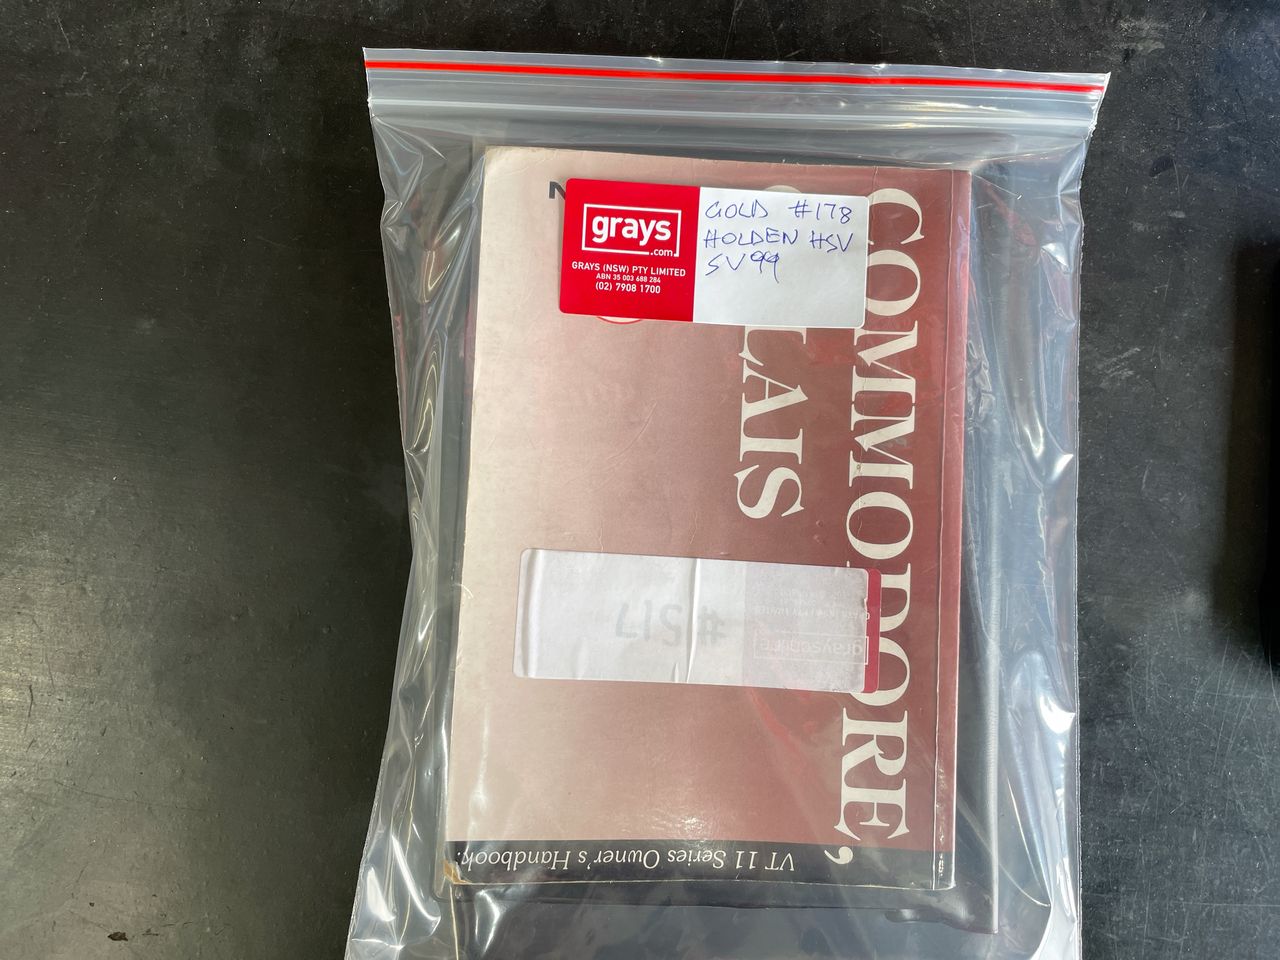 grays
.com
GRAYS (NSW) PTY LIMITED
ABN 35 003 688 284
(02) 7908 1700
GOLD #178
HOLDEN HSV
SV99
COMMODORE,
LAIS
#517
VT 11 Series Owner's Handbook.